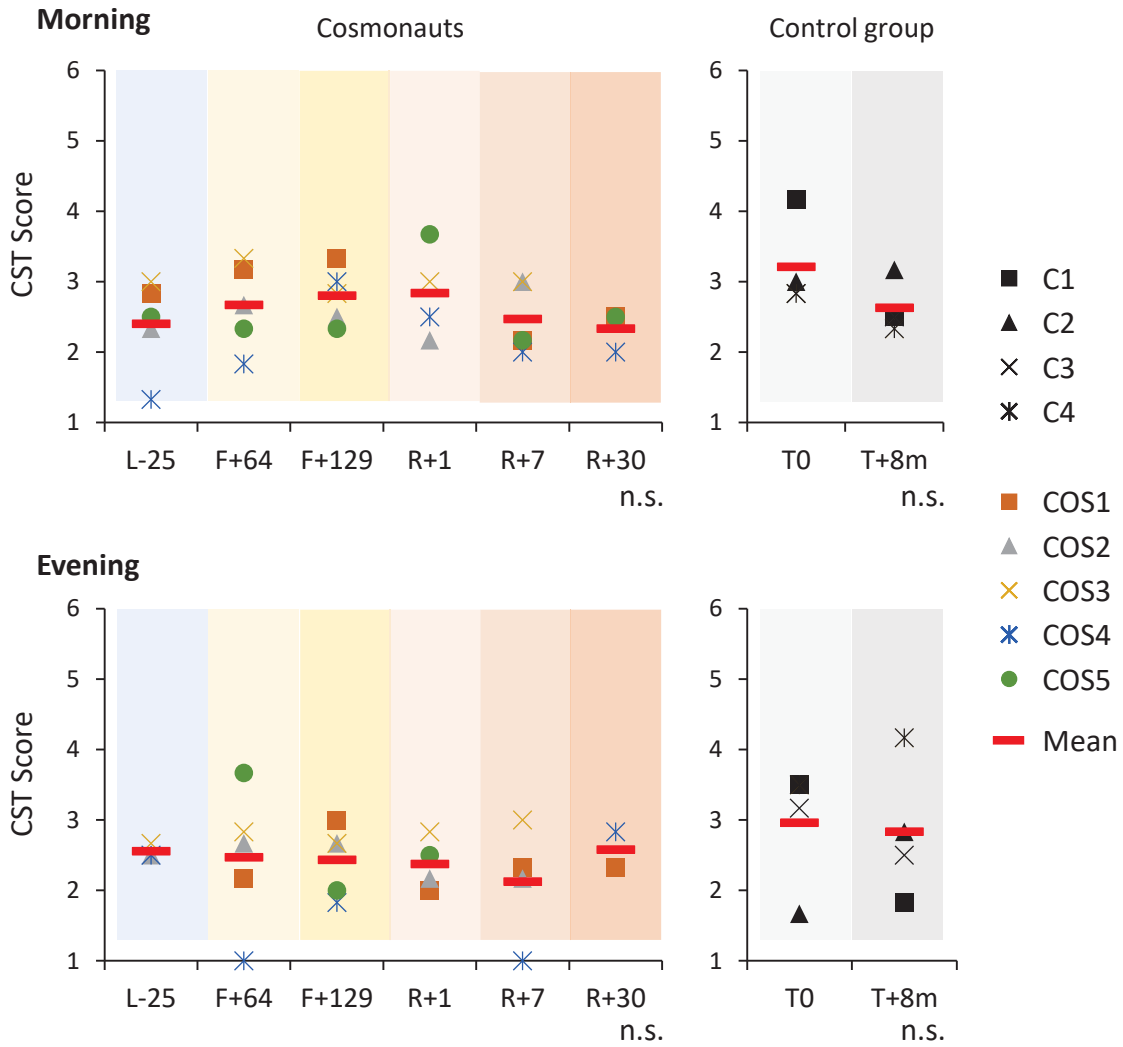 Morning
Cosmonauts
Control group
CST Score
6
5
4
3
2
1
L-25 F+64 F+129 R+1 R+7 R+30
n.s.
6
5
4
3
2
1
T0 T+8m
n.s.
C1
C2
C3
C4
COS1
COS2
COS3
COS4
COS5
Mean
Evening
CST Score
6
5
4
3
2
1
L-25 F+64 F+129 R+1 R+7 R+30
n.s.
6
5
4
3
2
1
T0 T+8m
n.s.